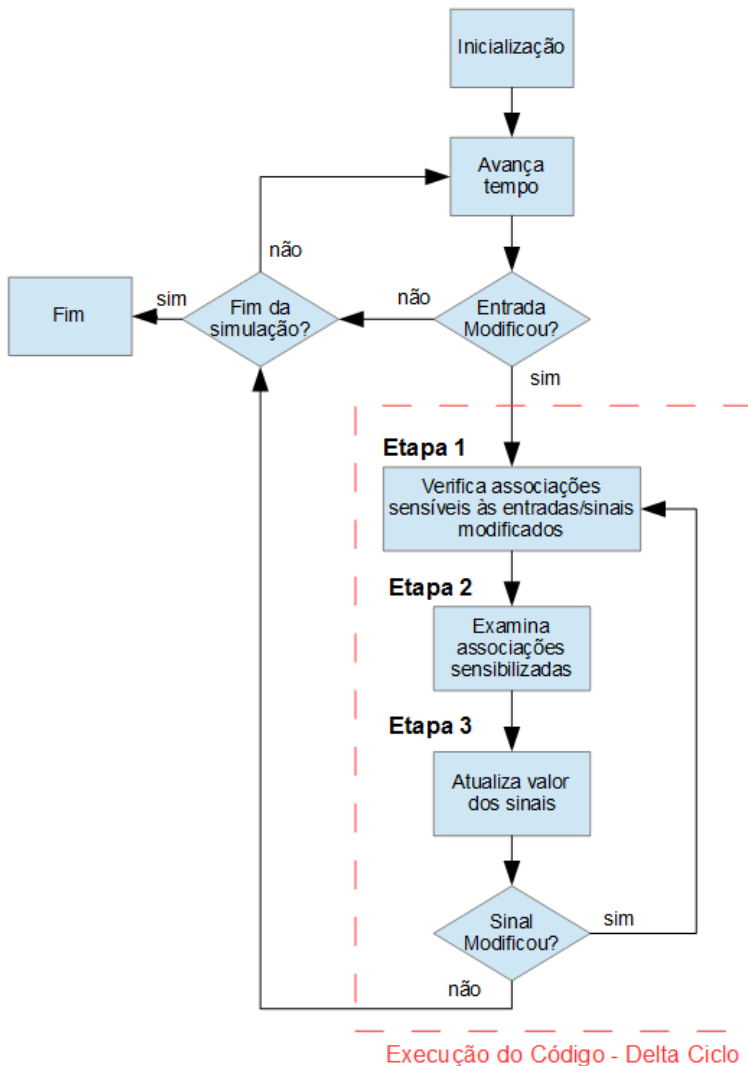 Inicialização
Avança
tempo
não
Fim
sim
Fim da
simulação?
não
Entrada
Modificou?
sim
Etapa 1
Verifica associações
sensíveis às entradas/sinais
modificados
Etapa 2
Examina
associações
sensibilizadas
Etapa 3
Atualiza valor
dos sinais
Sinal
Modificou?
sim
não
Execução do Código - Delta Ciclo